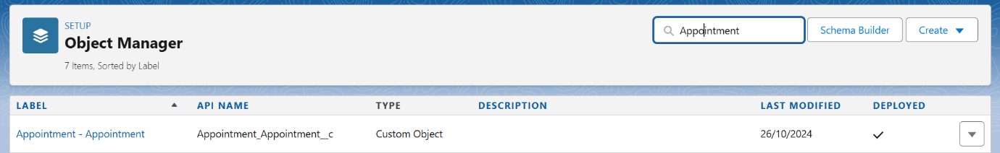 SETUP
Object Manager
7 Items, Sorted by Label
Appointment
Schema Builder
Create
LABEL API NAME TYPE DESCRIPTION LAST MODIFIED DEPLOYED
Appointment - Appointment Appointment_Appointment__c Custom Object 26/10/2024